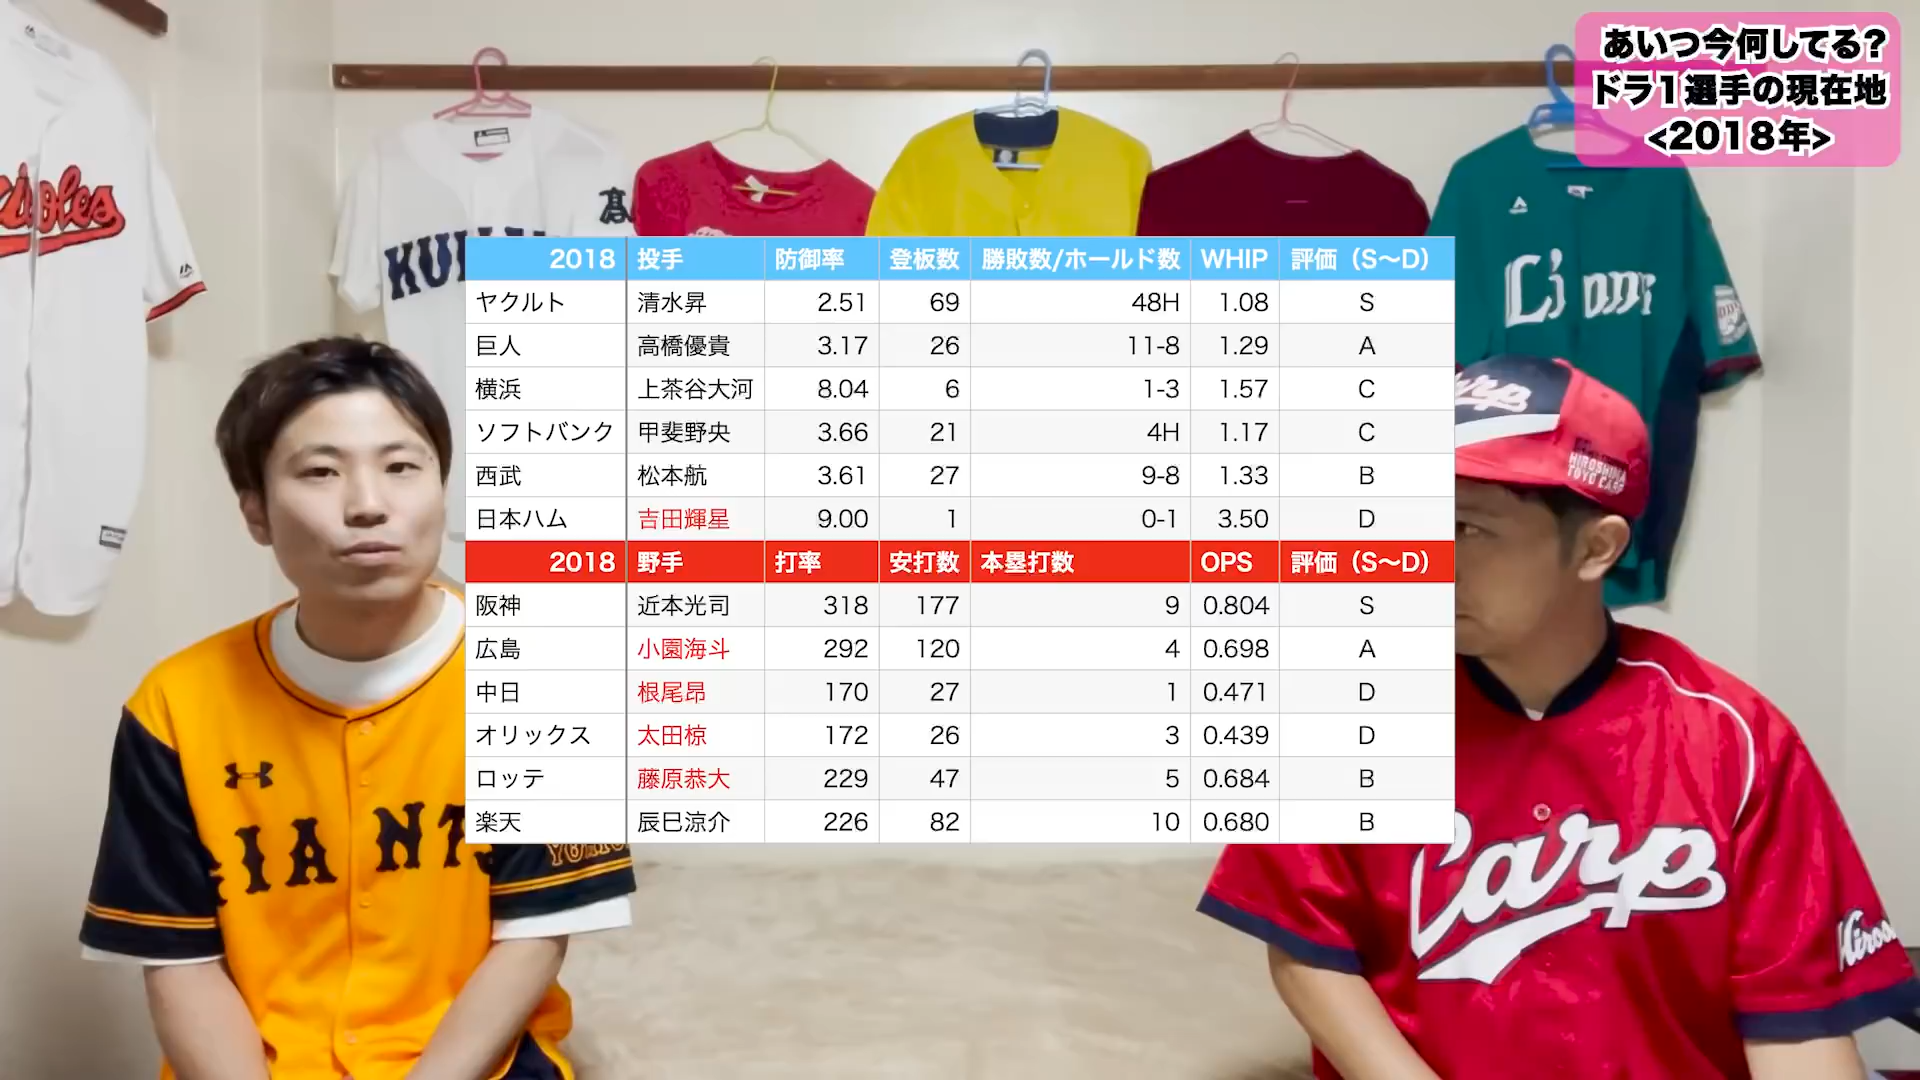 あいつ今何してる?
ドラ1選手の現在地
<2018年>
2018 投手 防御率 登板数 勝敗数/ホールド数 WHIP 評価（S〜D）
ヤクルト 清水昇 2.51 69 48H 1.08 S
巨人 高橋優貴 3.17 26 11-8 1.29 A
横浜 上茶谷大河 8.04 6 1-3 1.57 C
ソフトバンク 甲斐野央 3.66 21 4H 1.17 C
西武 松本航 3.61 27 9-8 1.33 B
日本ハム 吉田輝星 9.00 1 0-1 3.50 D
2018 野手 打率 安打数 本塁打数 OPS 評価（S〜D）
阪神 近本光司 318 177 9 0.804 S
広島 小園海斗 292 120 4 0.698 A
中日 根尾昂 170 27 1 0.471 D
オリックス 太田椋 172 26 3 0.439 D
ロッテ 藤原恭大 229 47 5 0.684 B
楽天 辰巳涼介 226 82 10 0.680 B
高
Lions
HIROSHIMA
TOYO CARP
GIANTS
Carp